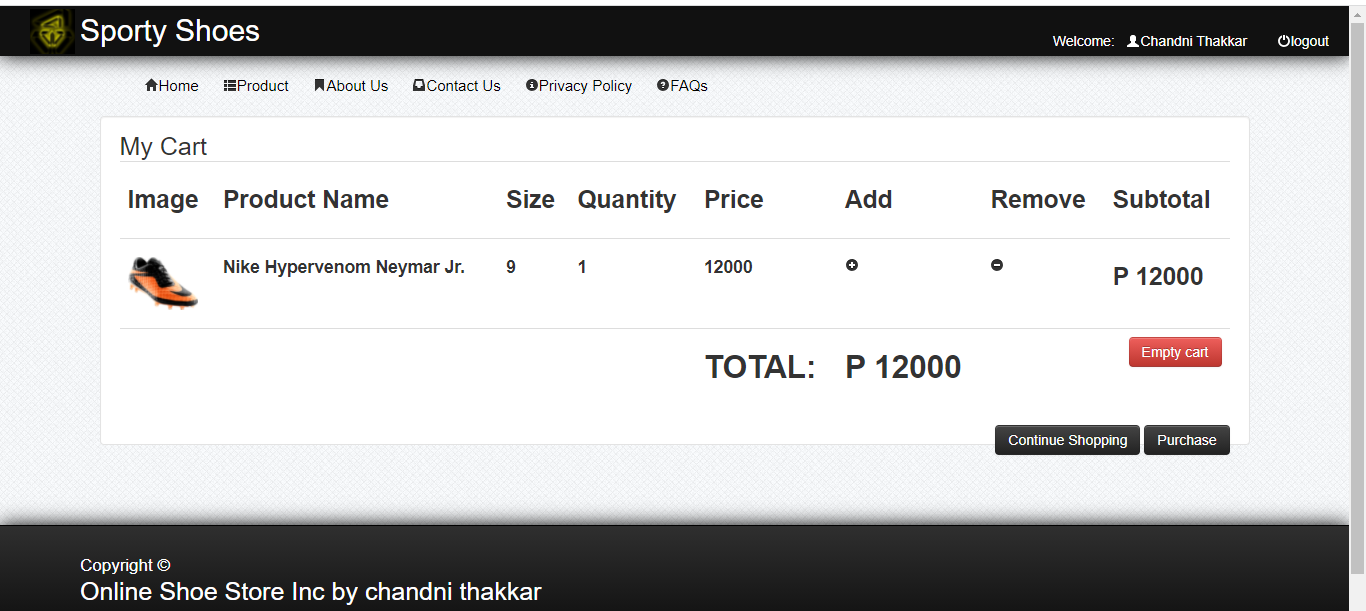 Sporty Shoes
Welcome: Chandni Thakkar logout
Home Product About Us Contact Us Privacy Policy FAQs
My Cart
Image Product Name Size Quantity Price Add Remove Subtotal
Nike Hypervenom Neymar Jr. 9 1 12000 P 12000
TOTAL: P 12000 Empty cart
Continue Shopping Purchase
Copyright ©
Online Shoe Store Inc by chandni thakkar